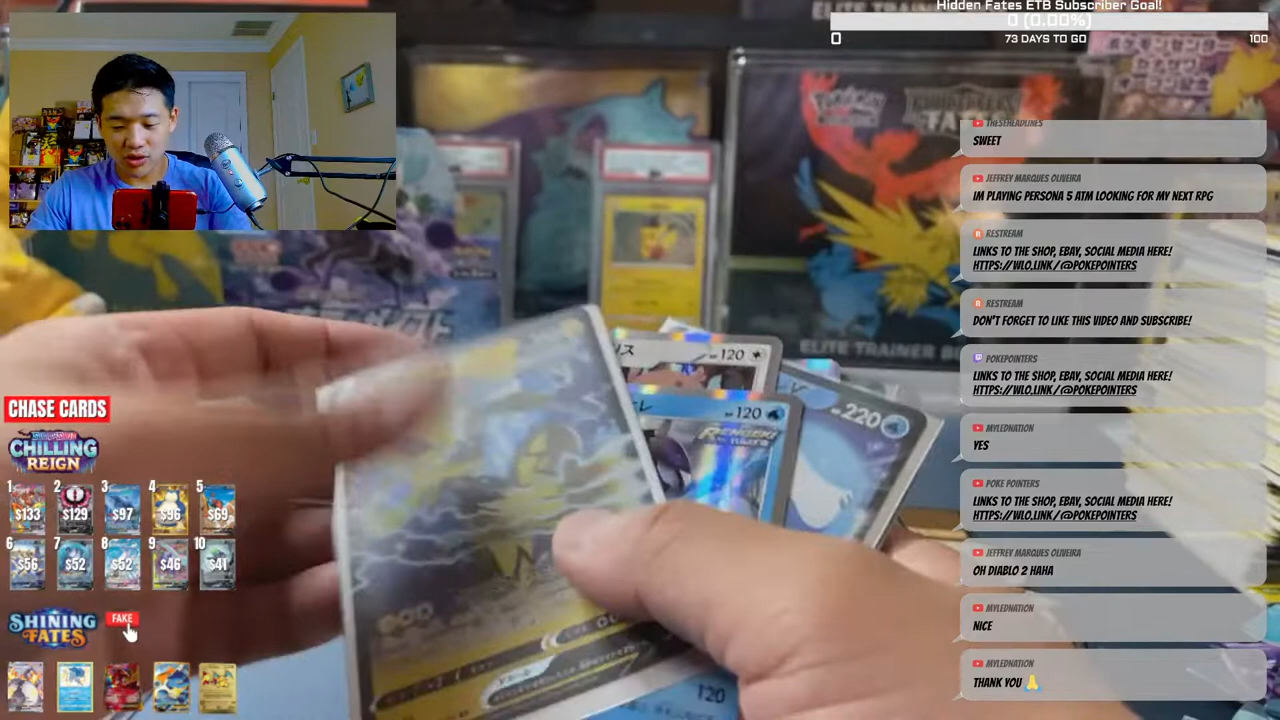 Hidden Fates ETB Subscriber Goal!
0 (0.00%)
0
73 DAYS TO GO
100
THESEHEADLINES
SWEET
JEFFREY MARQUES OLIVEIRA
IM PLAYING PERSONA 5 ATM LOOKING FOR MY NEXT RPG
RESTREAM
LINKS TO THE SHOP, EBAY, SOCIAL MEDIA HERE!
HTTPS://WLO.LINK/@POKEPOINTERS
RESTREAM
DON'T FORGET TO LIKE THIS VIDEO AND SUBSCRIBE!
POKEPOINTERS
LINKS TO THE SHOP, EBAY, SOCIAL MEDIA HERE!
HTTPS://WLO.LINK/@POKEPOINTERS
MYLEDNATION
YES
POKE POINTERS
LINKS TO THE SHOP, EBAY, SOCIAL MEDIA HERE!
HTTPS://WLO.LINK/@POKEPOINTERS
JEFFREY MARQUES OLIVEIRA
OH DIABLO 2 HAHA
MYLEDNATION
NICE
MYLEDNATION
THANK YOU 🙏
ELITE TRAINER
120
120
220
120
CHASE CARDS
CHILLING
REIGN
1 $133
2 $129
3 $97
4 $96
5 $69
6 $56
7 $52
8 $52
9 $46
10 $41
SHINING
FATES
FAKE